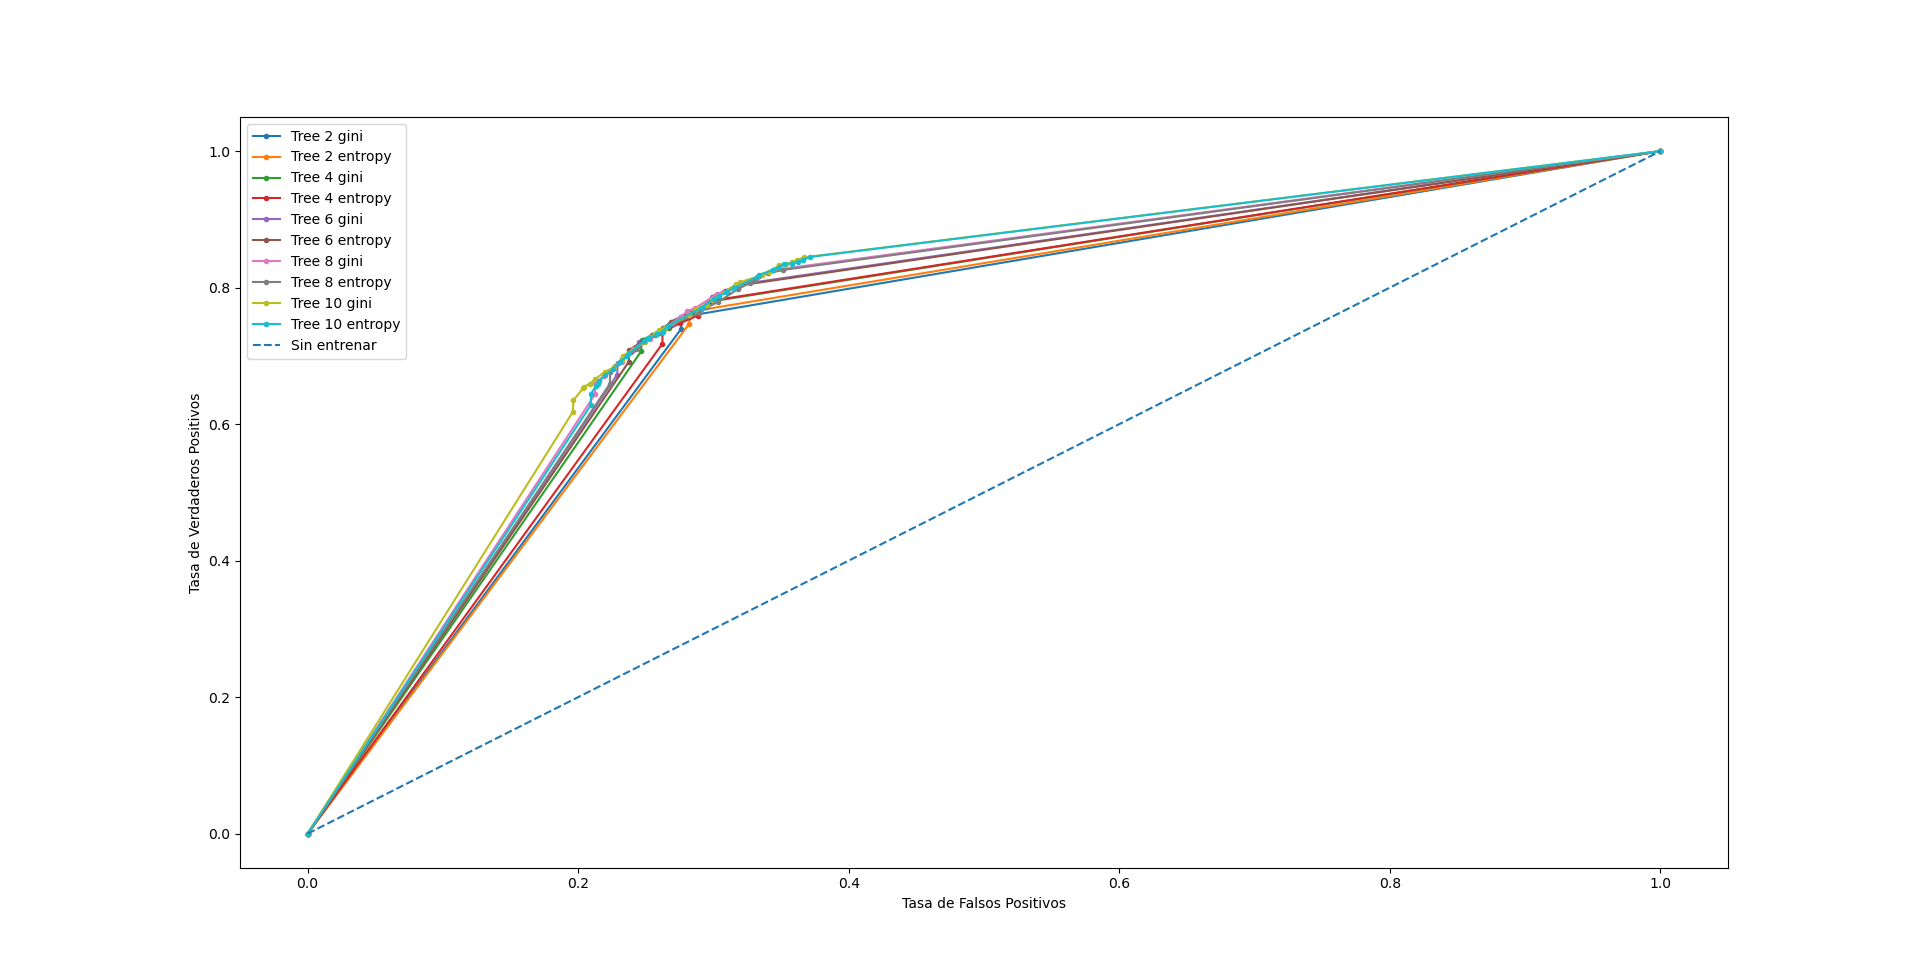 Tree 2 gini
Tree 2 entropy
Tree 4 gini
Tree 4 entropy
Tree 6 gini
Tree 6 entropy
Tree 8 gini
Tree 8 entropy
Tree 10 gini
Tree 10 entropy
Sin entrenar
1.0
0.8
0.6
0.4
0.2
0.0
Tasa de Verdaderos Positivos
0.0 0.2 0.4 0.6 0.8 1.0
Tasa de Falsos Positivos